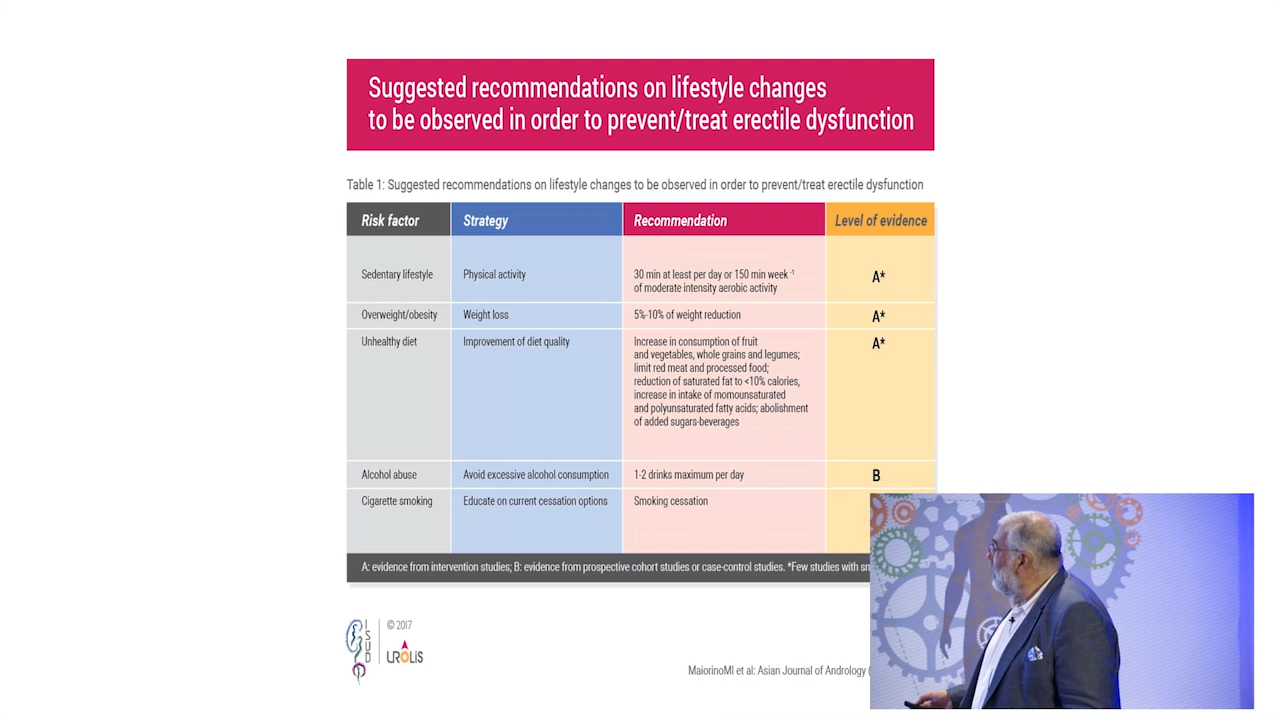 Suggested recommendations on lifestyle changes
to be observed in order to prevent/treat erectile dysfunction
Table 1: Suggested recommendations on lifestyle changes to be observed in order to prevent/treat erectile dysfunction
Risk factor Strategy Recommendation Level of evidence
Sedentary lifestyle Physical activity 30 min at least per day or 150 min week -1
of moderate intensity aerobic activity
A*
Overweight/obesity Weight loss 5%-10% of weight reduction A*
Unhealthy diet Improvement of diet quality Increase in consumption of fruit A*
and vegetables, whole grains and legumes;
limit red meat and processed food;
reduction of saturated fat to <10% calories,
increase in intake of momounsaturated
and polyunsaturated fatty acids; abolishment
of added sugars-beverages
Alcohol abuse Avoid excessive alcohol consumption 1-2 drinks maximum per day B
Cigarette smoking Educate on current cessation options Smoking cessation
A: evidence from intervention studies; B: evidence from prospective cohort studies or case-control studies. *Few studies with
ISUD
© 2017
UROLIS
MaiorinoMI et al: Asian Journal of Andrology (